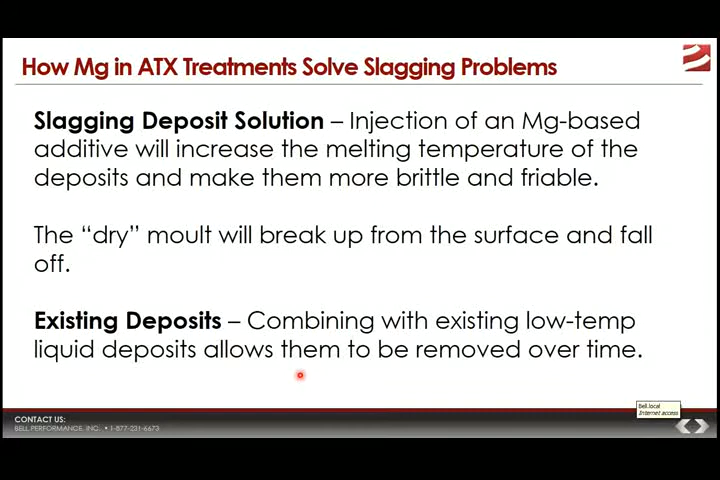 How Mg in ATX Treatments Solve Slagging Problems
Slagging Deposit Solution – Injection of an Mg-based
additive will increase the melting temperature of the
deposits and make them more brittle and friable.
The “dry” moult will break up from the surface and fall
off.
Existing Deposits – Combining with existing low-temp
liquid deposits allows them to be removed over time.
Bell.local
Internet access
CONTACT US:
BELL PERFORMANCE, INC. • 1-877-231-6673